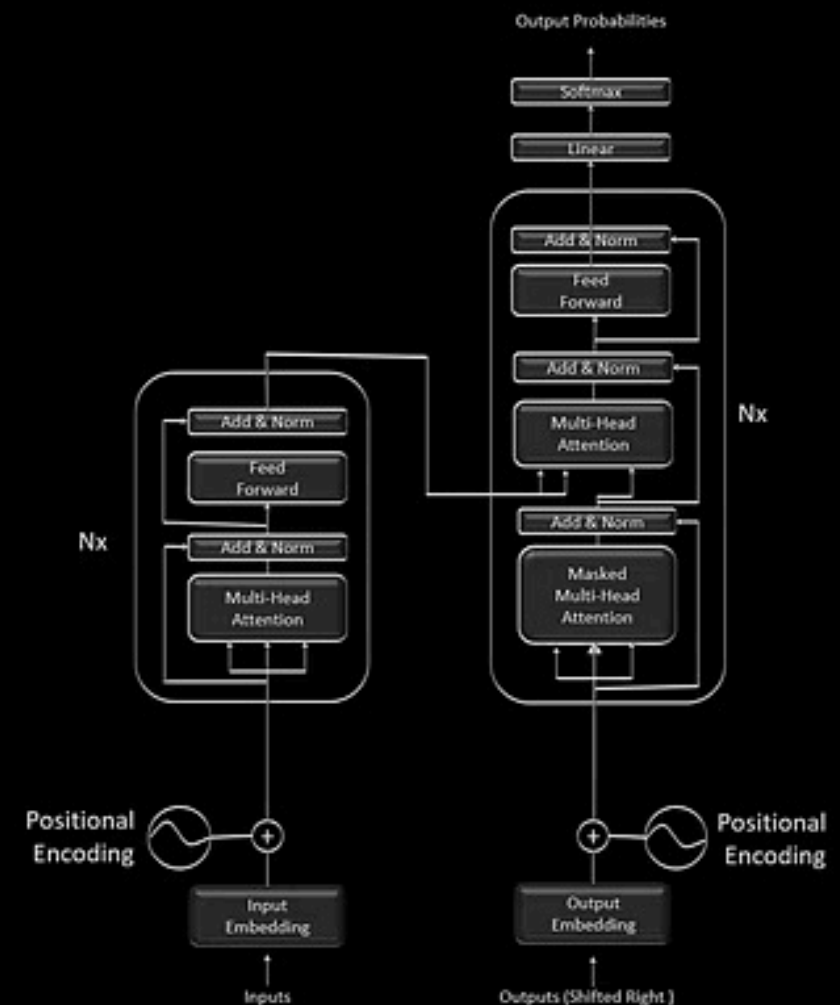 Output Probabilities
Softmax
Linear
Add & Norm
Feed
Forward
Add & Norm
Multi-Head
Attention
Nx
Add & Norm
Masked
Multi-Head
Attention
Add & Norm
Feed
Forward
Nx
Add & Norm
Multi-Head
Attention
Positional
Encoding
+
Input
Embedding
Inputs
+
Positional
Encoding
Output
Embedding
Outputs (Shifted Right )